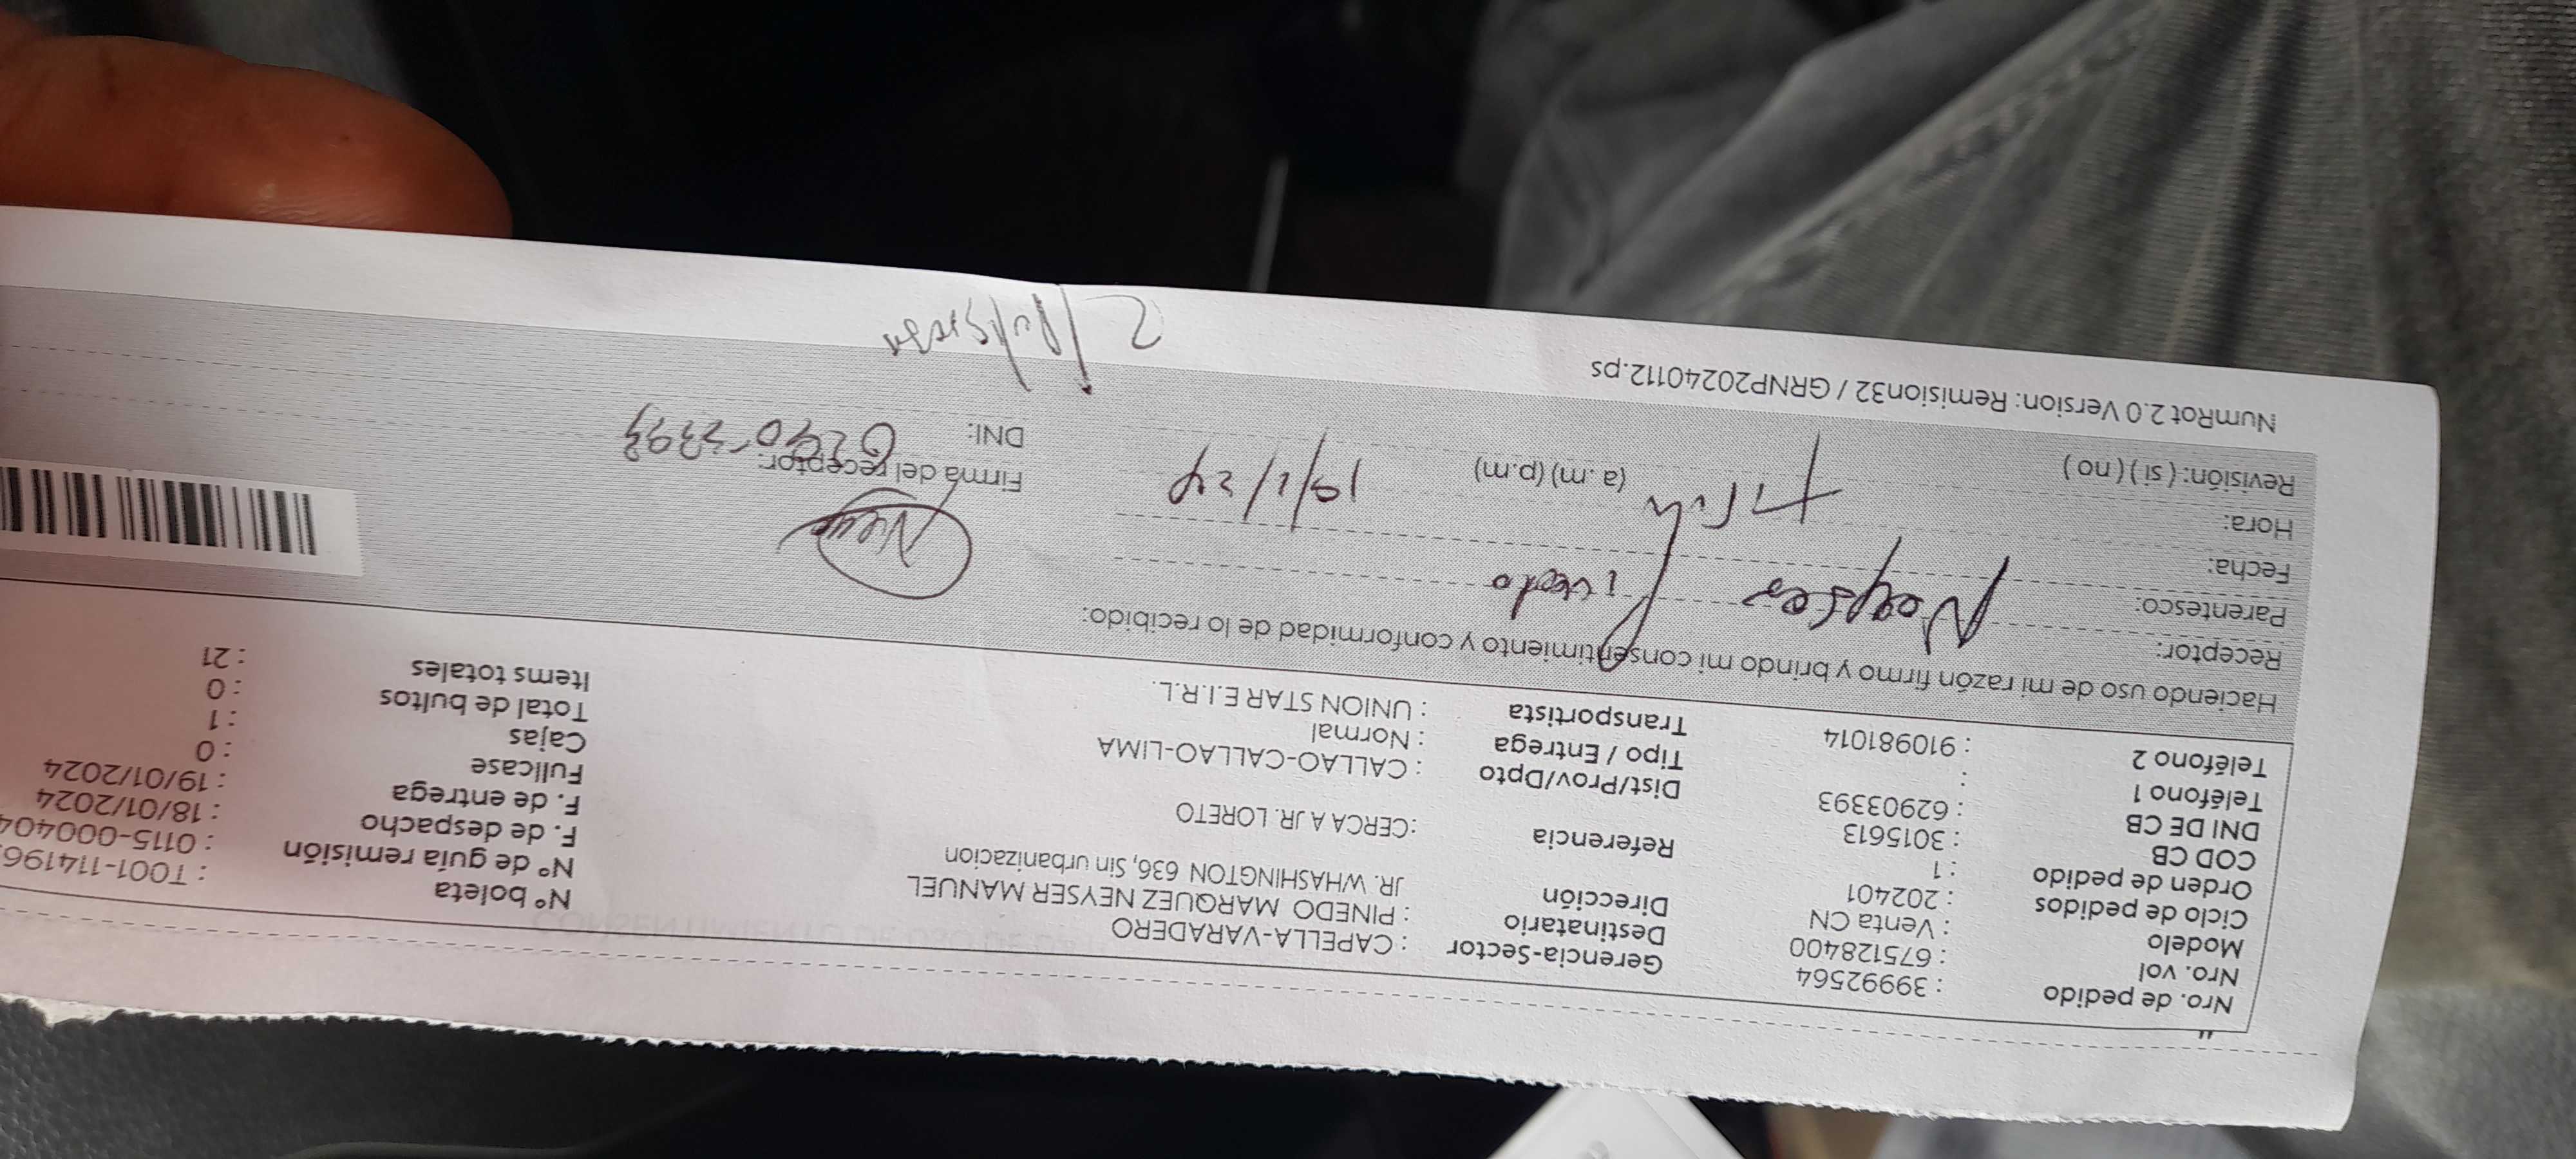 Nro. de pedido : 39992564 Gerencia-Sector : CAPELLA-VARADERO Nº boleta : T001-114196
Nro. vol : 675128400 Destinatario : PINEDO MARQUEZ NEYSER MANUEL Nº de guía remisión : 0115-000404
Modelo : Venta CN Dirección JR. WHASHINGTON 636, Sin urbanizacion F. de despacho : 18/01/2024
Ciclo de pedidos : 202401 F. de entrega : 19/01/2024
Orden de pedido : 1 Referencia :CERCA A JR. LORETO Fullcase : 0
COD CB : 3015613 Dist/Prov/Dpto : CALLAO-CALLAO-LIMA Cajas : 1
DNI DE CB : 62903393 Tipo / Entrega : Normal Total de bultos : 0
Teléfono 1 : Transportista : UNION STAR E.I.R.L. Items totales : 21
Teléfono 2 : 910981014
Haciendo uso de mi razón firmo y brindo mi consentimiento y conformidad de lo recibido:
Receptor: Neyser
Parentesco:
Fecha: 19/1/24
Hora: (a.m) (p.m) Firma del receptor:
Revisión: ( si ) ( no ) DNI:
NumRot 2.0 Version: Remision32 / GRNP20240112.ps